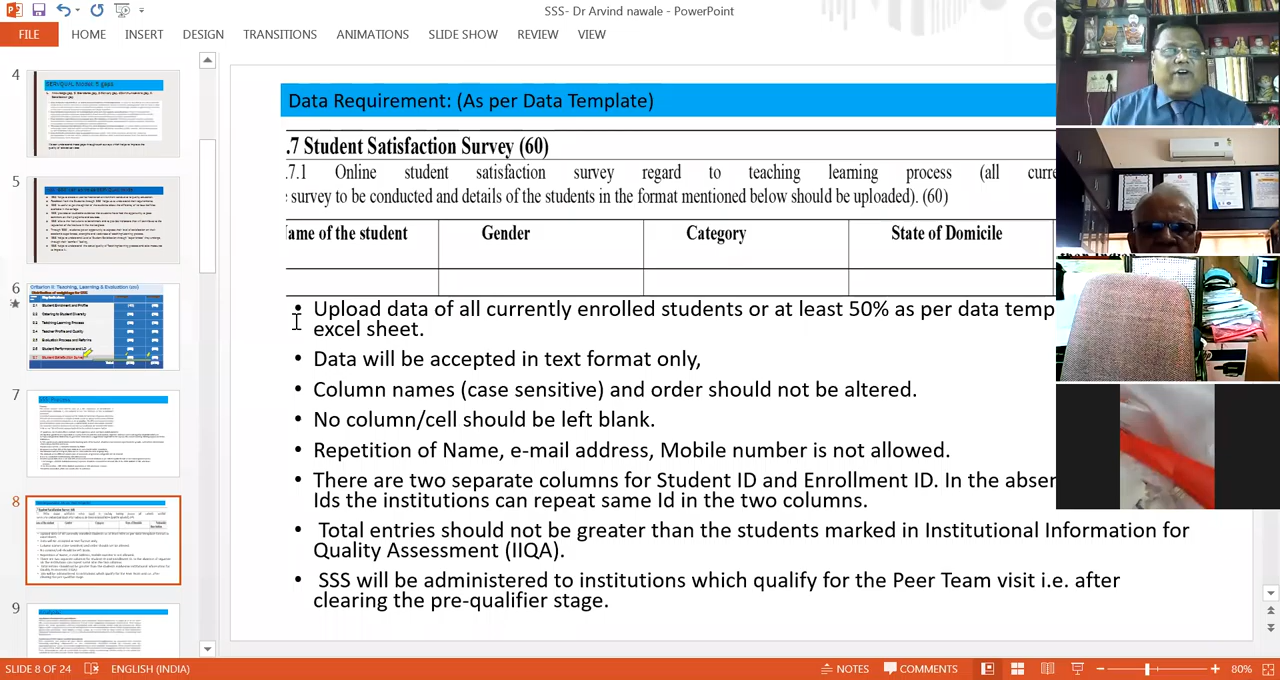 SSS- Dr Arvind nawale - PowerPoint
FILE HOME INSERT DESIGN TRANSITIONS ANIMATIONS SLIDE SHOW REVIEW VIEW
4
5
6
7
8
9
Data Requirement: (As per Data Template)
.7 Student Satisfaction Survey (60)
.7.1 Online student satisfaction survey regard to teaching learning process (all
survey to be conducted and details of the students in the format mentioned below should be uploaded). (60)
of the student Gender Category State of Domicile
• Upload data of all currently enrolled students or at least 50% as per data
excel sheet.
• Data will be accepted in text format only,
• Column names (case sensitive) and order should not be altered.
• No column/cell should be left blank.
• Repetition of Name, e-mail address, Mobile number is not allowed.
• There are two separate columns for Student ID and Enrollment ID. In the
Ids the institutions can repeat same Id in the two columns.
• Total entries should not be greater than the students marked in Institutional Information for
Quality Assessment (IIQA).
• SSS will be administered to institutions which qualify for the Peer Team visit i.e. after
clearing the pre-qualifier stage.
SLIDE 8 OF 24 ENGLISH (INDIA) NOTES COMMENTS 80%